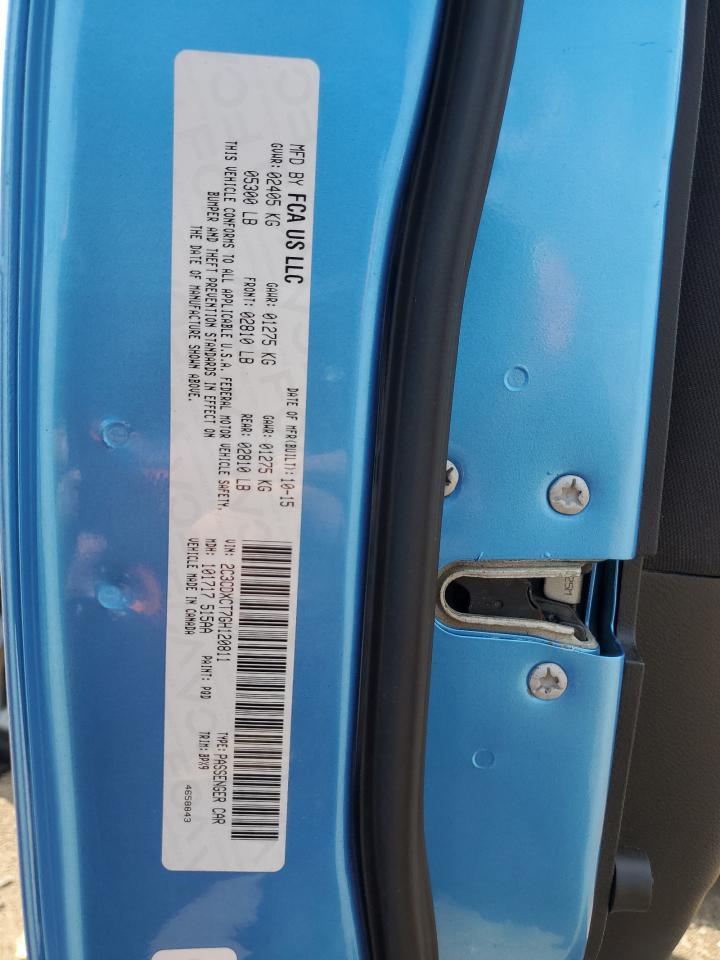 MFD BY FCA US LLC
DATE OF MFR(BUILT): 10-15
GVWR: 02405 KG GAWR: 01275 KG GAWR: 01275 KG
05300 LB FRONT: 02810 LB REAR: 02810 LB
THIS VEHICLE CONFORMS TO ALL APPLICABLE U.S.A. FEDERAL MOTOR VEHICLE SAFETY,
BUMPER AND THEFT PREVENTION STANDARDS IN EFFECT ON
THE DATE OF MANUFACTURE SHOWN ABOVE.
VIN: 2C3CDXCT7GH120811 TYPE: PASSENGER CAR
MDH: 101717 515AA PAINT: PQD TRIM: BPX9
VEHICLE MADE IN CANADA
4658843